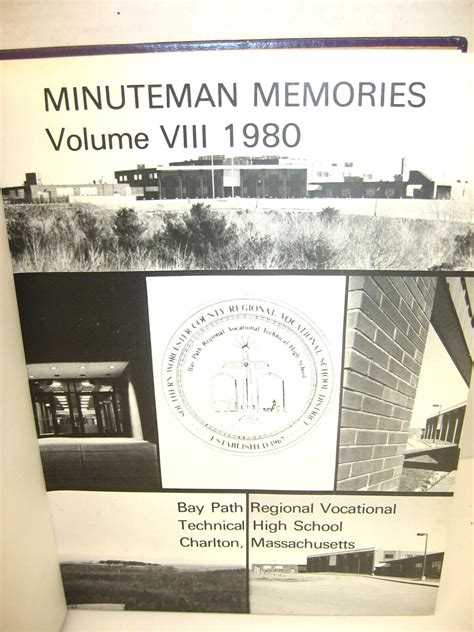 MINUTEMAN MEMORIES
Volume VIII 1980
SOUTHERN WORCESTER COUNTY REGIONAL VOCATIONAL SCHOOL DISTRICT
Bay Path Regional Vocational Technical High School
ESTABLISHED 1967
Bay Path Regional Vocational
Technical High School
Charlton, Massachusetts